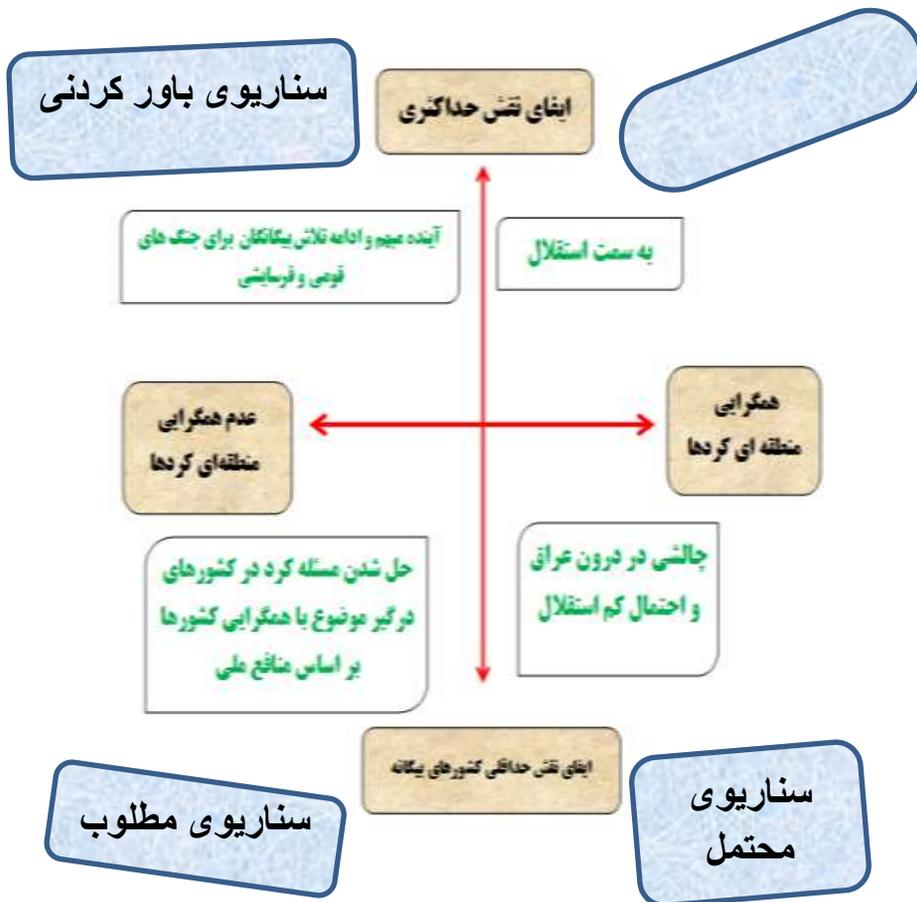 سناریوی باور کردنی
ایفای نقش حداکثری
به سمت استقلال
آینده مبهم و ادامه تلاش بیگانگان برای جنگ های
قومی و فرسایشی
همگرایی
منطقه ای کردها
عدم همگرایی
منطقه‌ای کردها
چالشی در درون عراق
و احتمال کم استقلال
حل شدن مسئله کرد در کشورهای
درگیر موضوع با همگرایی کشورها
بر اساس منافع ملی
ایفای نقش حداقلی کشورهای بیگانه
سناریوی
محتمل
سناریوی مطلوب